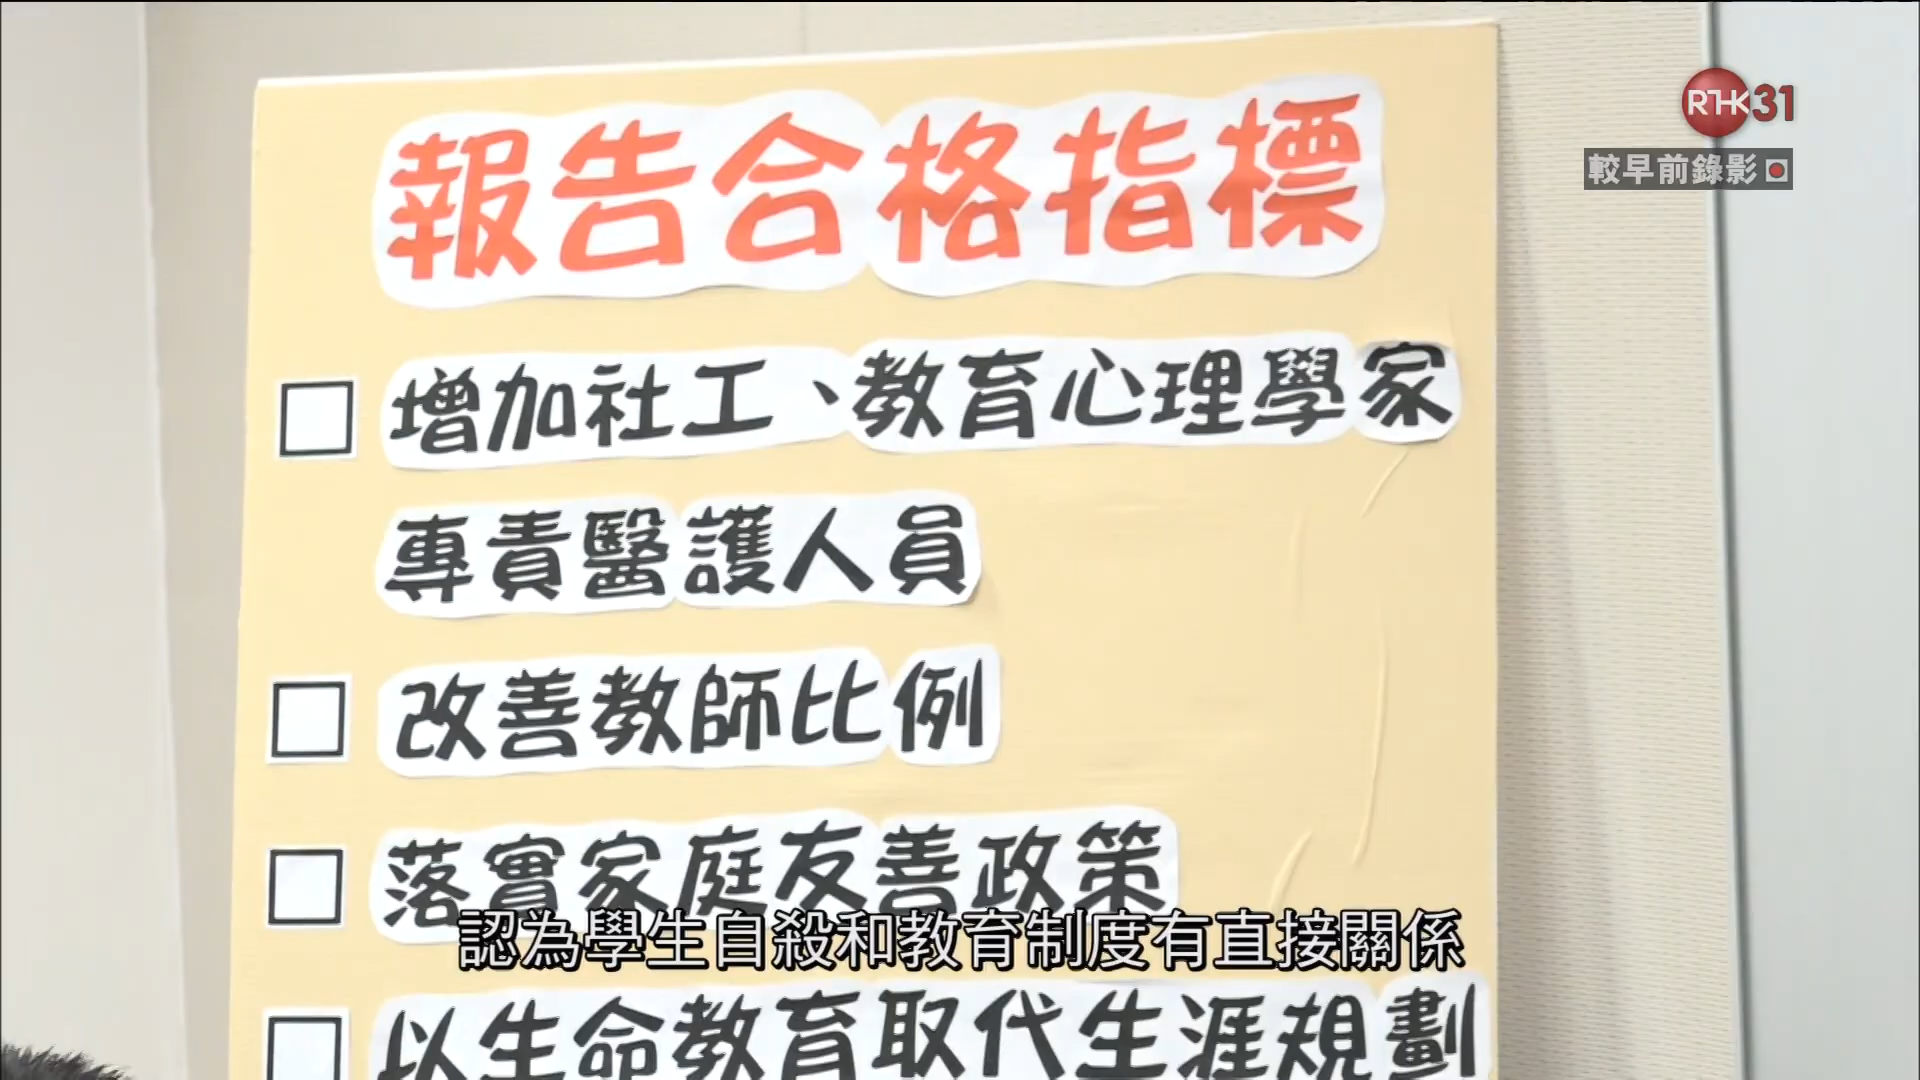 RTHK31
較早前錄影
報告合格指標
增加社工、教育心理學家
專責醫護人員
改善教師比例
落實家庭友善政策
認為學生自殺和教育制度有直接關係
以生命教育取代生涯規劃